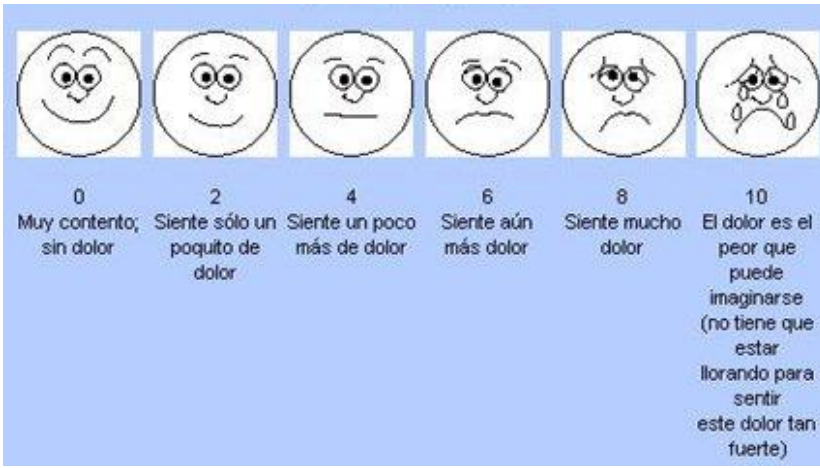 0
Muy contento;
sin dolor
2
Siente sólo un
poquito de
dolor
4
Siente un poco
más de dolor
6
Siente aún
más dolor
8
Siente mucho
dolor
10
El dolor es el
peor que
puede
imaginarse
(no tiene que
estar
llorando para
sentir
este dolor tan
fuerte)